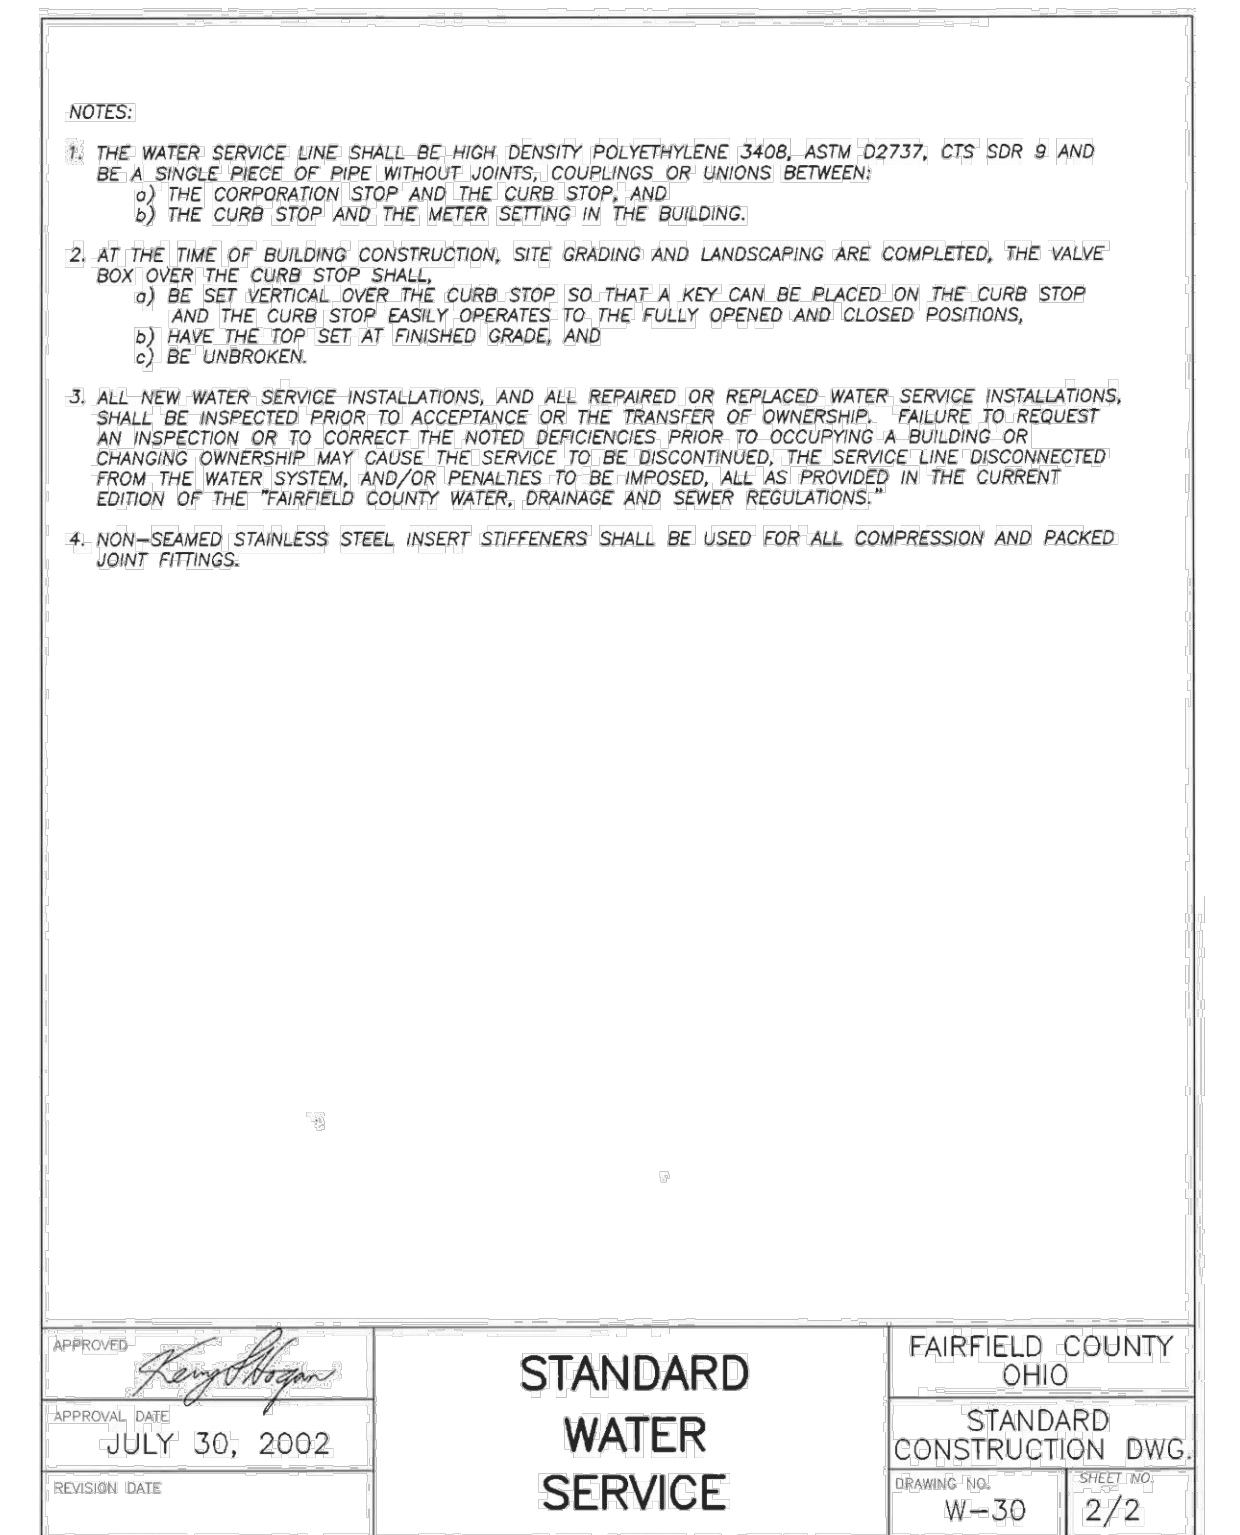 NOTES:
1. THE WATER SERVICE LINE SHALL BE HIGH DENSITY POLYETHYLENE 3408, ASTM D2737, CTS SDR 9 AND
BE A SINGLE PIECE OF PIPE WITHOUT JOINTS, COUPLINGS OR UNIONS BETWEEN:
a) THE CORPORATION STOP AND THE CURB STOP, AND
b) THE CURB STOP AND THE METER SETTING IN THE BUILDING.
2. AT THE TIME OF BUILDING CONSTRUCTION, SITE GRADING AND LANDSCAPING ARE COMPLETED, THE VALVE
BOX OVER THE CURB STOP SHALL,
a) BE SET VERTICAL OVER THE CURB STOP SO THAT A KEY CAN BE PLACED ON THE CURB STOP
AND THE CURB STOP EASILY OPERATES TO THE FULLY OPENED AND CLOSED POSITIONS,
b) HAVE THE TOP SET AT FINISHED GRADE, AND
c) BE UNBROKEN.
3. ALL NEW WATER SERVICE INSTALLATIONS, AND ALL REPAIRED OR REPLACED WATER SERVICE INSTALLATIONS,
SHALL BE INSPECTED PRIOR TO ACCEPTANCE OR THE TRANSFER OF OWNERSHIP. FAILURE TO REQUEST
AN INSPECTION OR TO CORRECT THE NOTED DEFICIENCIES PRIOR TO OCCUPYING A BUILDING OR
CHANGING OWNERSHIP MAY CAUSE THE SERVICE TO BE DISCONTINUED, THE SERVICE LINE DISCONNECTED
FROM THE WATER SYSTEM, AND/OR PENALTIES TO BE IMPOSED, ALL AS PROVIDED IN THE CURRENT
EDITION OF THE "FAIRFIELD COUNTY WATER, DRAINAGE AND SEWER REGULATIONS."
4. NON-SEAMED STAINLESS STEEL INSERT STIFFENERS SHALL BE USED FOR ALL COMPRESSION AND PACKED
JOINT FITTINGS.
APPROVED
Kerry Hogan
APPROVAL DATE
JULY 30, 2002
REVISION DATE
STANDARD
WATER
SERVICE
FAIRFIELD COUNTY
OHIO
STANDARD
CONSTRUCTION DWG.
DRAWING NO.
W-30
SHEET NO.
2/2